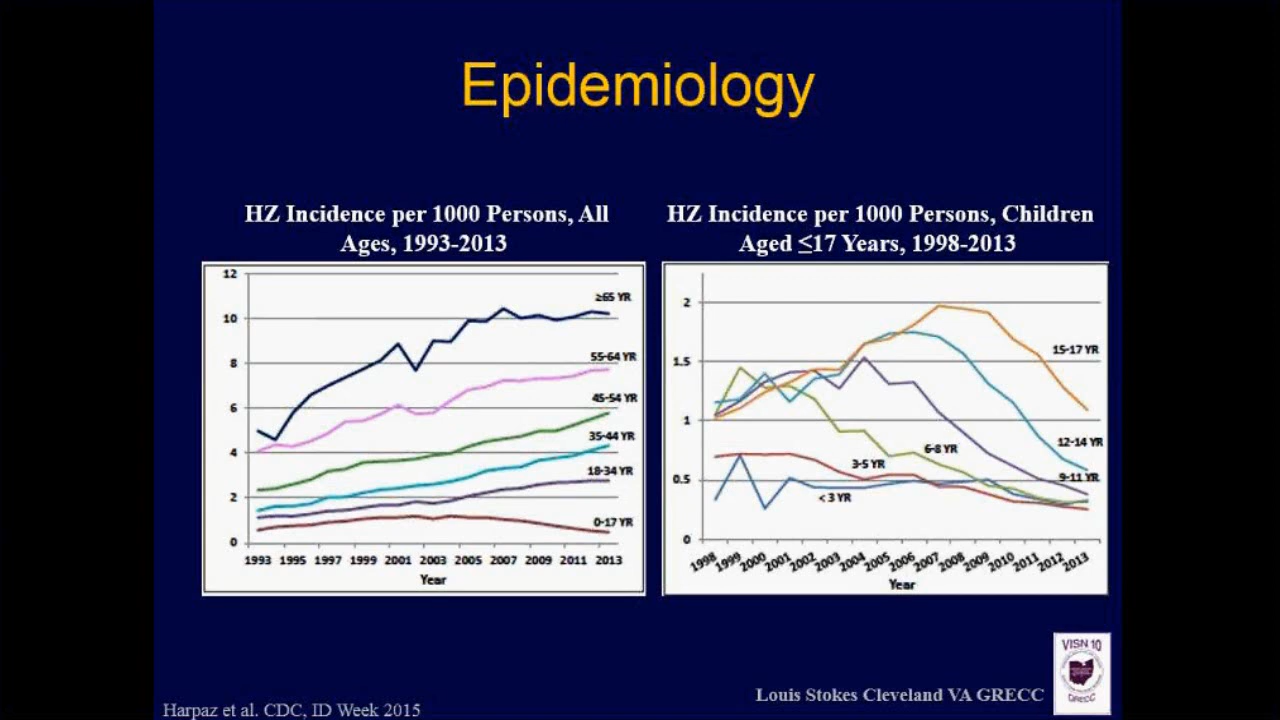 Epidemiology
HZ Incidence per 1000 Persons, All
Ages, 1993-2013
12
10
8
6
4
2
0
≥65 YR
55-64 YR
45-54 YR
35-44 YR
18-34 YR
0-17 YR
1993 1995 1997 1999 2001 2003 2005 2007 2009 2011 2013
Year
HZ Incidence per 1000 Persons, Children
Aged ≤17 Years, 1998-2013
2
1.5
1
0.5
0
15-17 YR
12-14 YR
6-8 YR
3-5 YR
9-11 YR
< 3 YR
1998 1999 2000 2001 2002 2003 2004 2005 2006 2007 2008 2009 2010 2011 2012 2013
Year
VISN 10
GRECC
Louis Stokes Cleveland VA GRECC
Harpaz et al. CDC, ID Week 2015